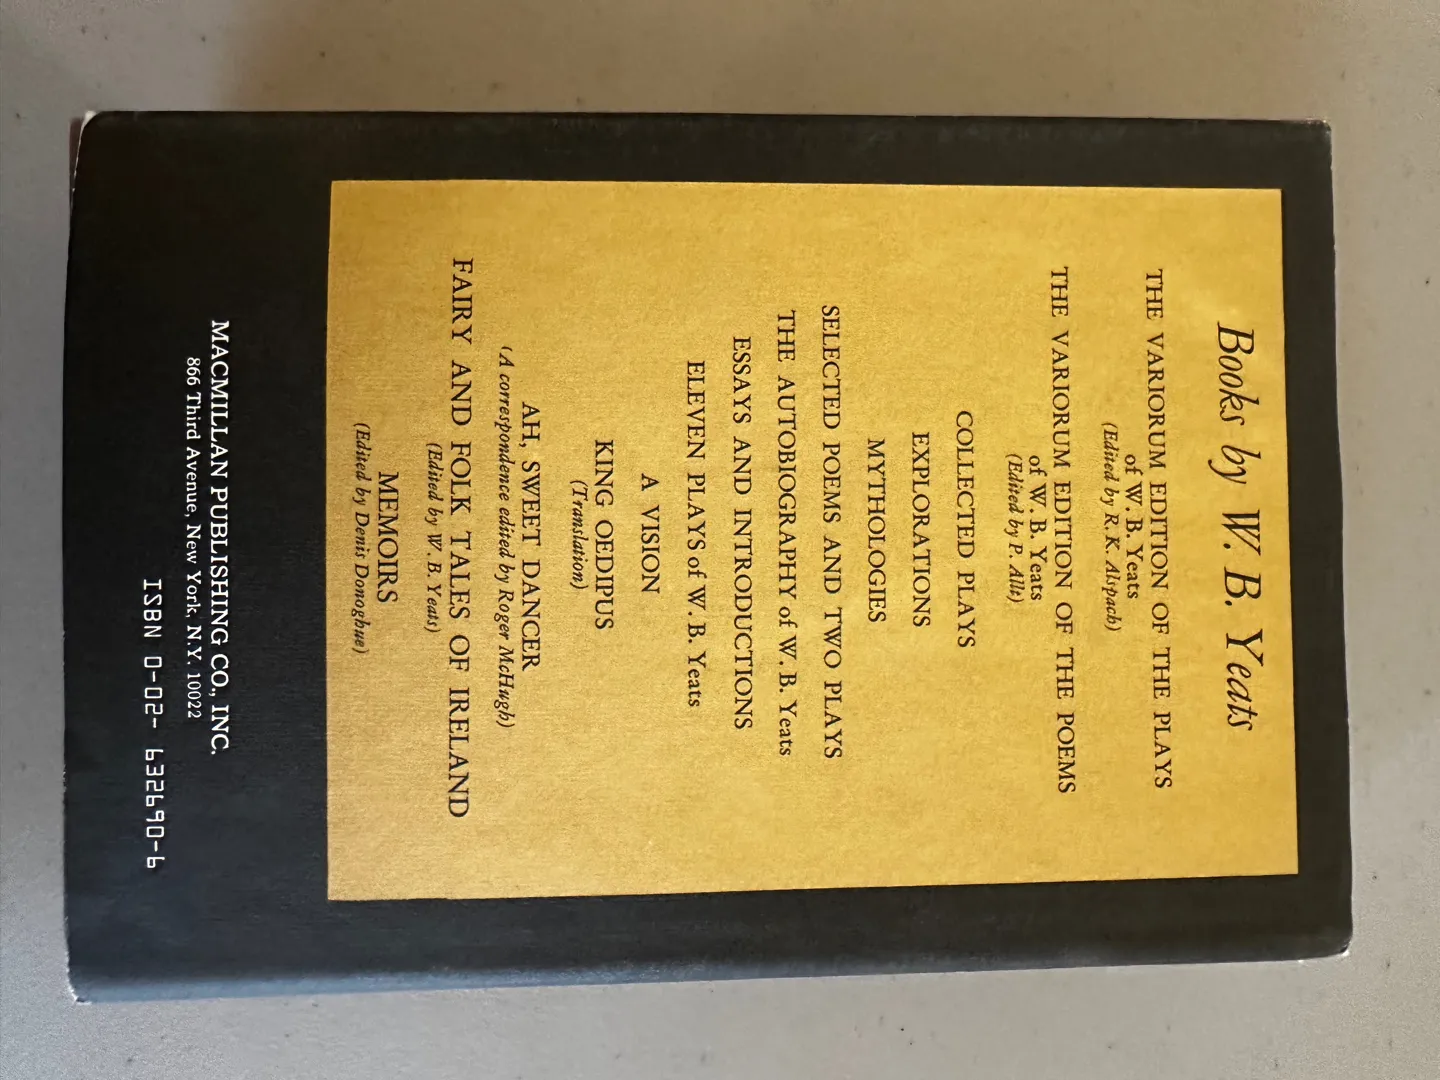 Books by W. B. Yeats
THE VARIORUM EDITION OF THE PLAYS
of W. B. Yeats
(Edited by R. K. Alspach)
THE VARIORUM EDITION OF THE POEMS
of W. B. Yeats
(Edited by P. Allt)
COLLECTED PLAYS
EXPLORATIONS
MYTHOLOGIES
SELECTED POEMS AND TWO PLAYS
THE AUTOBIOGRAPHY of W. B. Yeats
ESSAYS AND INTRODUCTIONS
ELEVEN PLAYS of W. B. Yeats
A VISION
KING OEDIPUS
(Translation)
AH, SWEET DANCER
(A correspondence edited by Roger McHugh)
FAIRY AND FOLK TALES OF IRELAND
(Edited by W. B. Yeats)
MEMOIRS
(Edited by Denis Donoghue)
MACMILLAN PUBLISHING CO., INC.
866 Third Avenue, New York, N.Y. 10022
ISBN 0-02- 632690-6